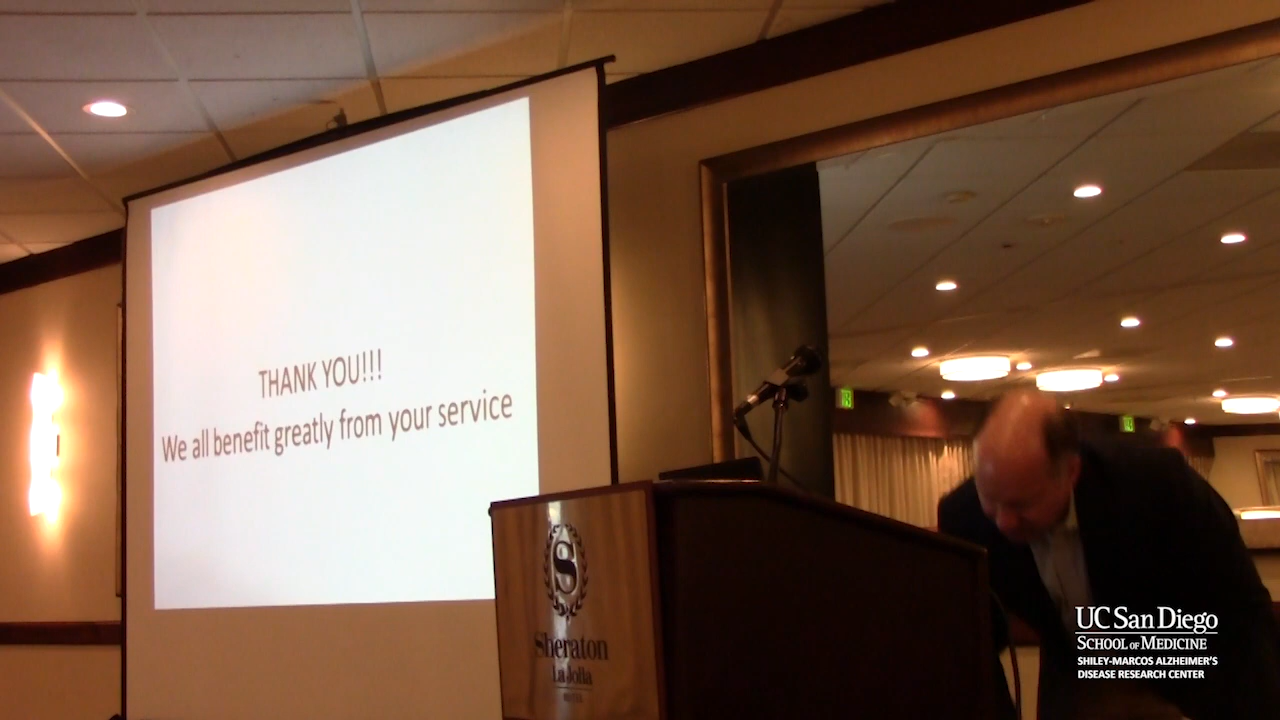 THANK YOU!!!
We all benefit greatly from your service
S
Sheraton
La Jolla
UC San Diego
SCHOOL OF MEDICINE
SHILEY-MARCOS ALZHEIMER'S
DISEASE RESEARCH CENTER